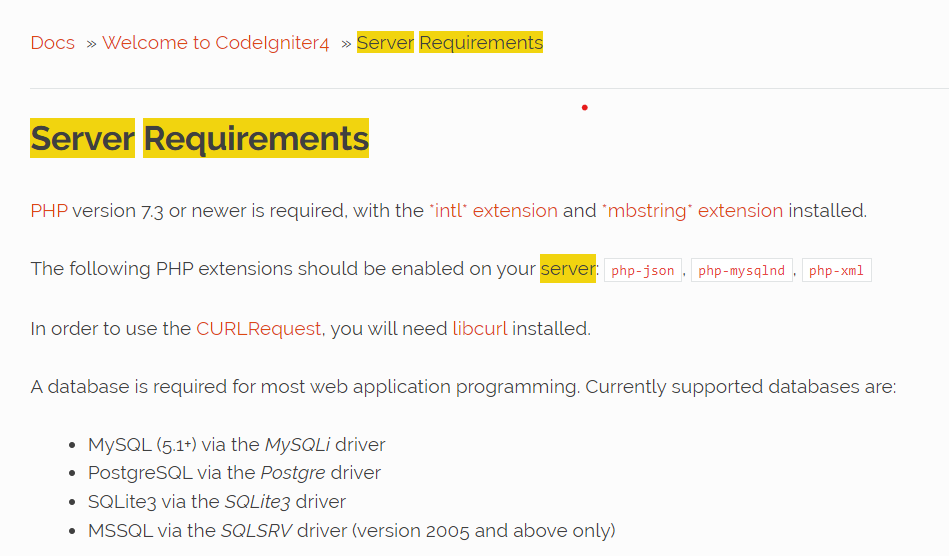 Docs » Welcome to CodeIgniter4 » Server Requirements
Server Requirements
PHP version 7.3 or newer is required, with the *intl* extension and *mbstring* extension installed.
The following PHP extensions should be enabled on your server: php-json, php-mysqlnd, php-xml
In order to use the CURLRequest, you will need libcurl installed.
A database is required for most web application programming. Currently supported databases are:
• MySQL (5.1+) via the MySQLi driver
• PostgreSQL via the Postgre driver
• SQLite3 via the SQLite3 driver
• MSSQL via the SQLSRV driver (version 2005 and above only)